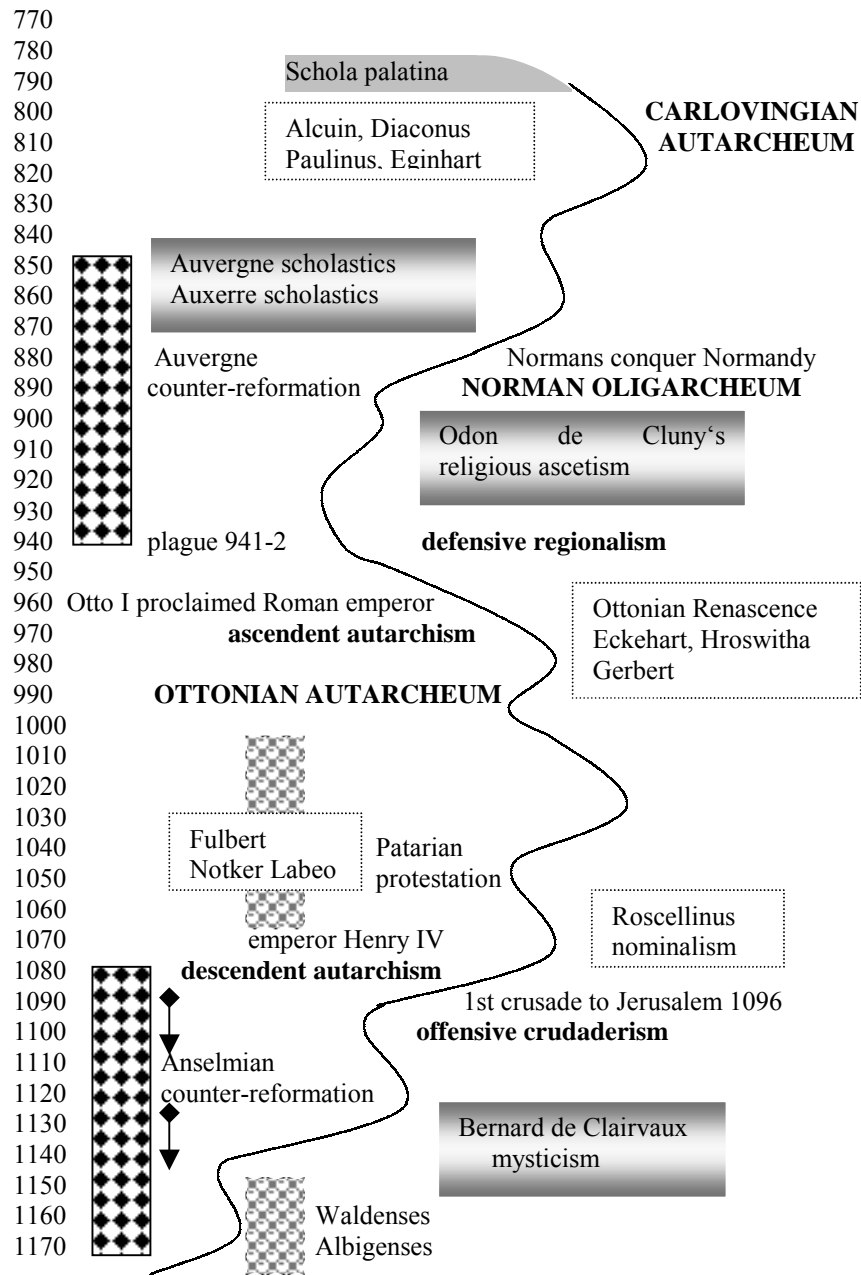 770
780
Schola palatina
790
800
CARLOVINGIAN
AUTARCHEUM
810
Alcuin, Diaconus
Paulinus, Eginhart
820
830
840
850
Auvergne scholastics
860
Auxerre scholastics
870
880
Auvergne
counter-reformation
Normans conquer Normandy
890
NORMAN OLIGARCHEUM
900
910
Odon de Cluny‘s
religious ascetism
920
930
940
plague 941-2
defensive regionalism
950
960
Otto I proclaimed Roman emperor
Ottonian Renascence
Eckehart, Hroswitha
Gerbert
970
ascendent autarchism
980
990
OTTONIAN AUTARCHEUM
1000
1010
1020
1030
1040
Fulbert
Notker Labeo
Patarian
protestation
1050
1060
Roscellinus
nominalism
1070
emperor Henry IV
1080
descendent autarchism
1090
1st crusade to Jerusalem 1096
1100
offensive crudaderism
1110
Anselmian
counter-reformation
1120
1130
Bernard de Clairvaux
mysticism
1140
1150
1160
Waldenses
Albigenses
1170